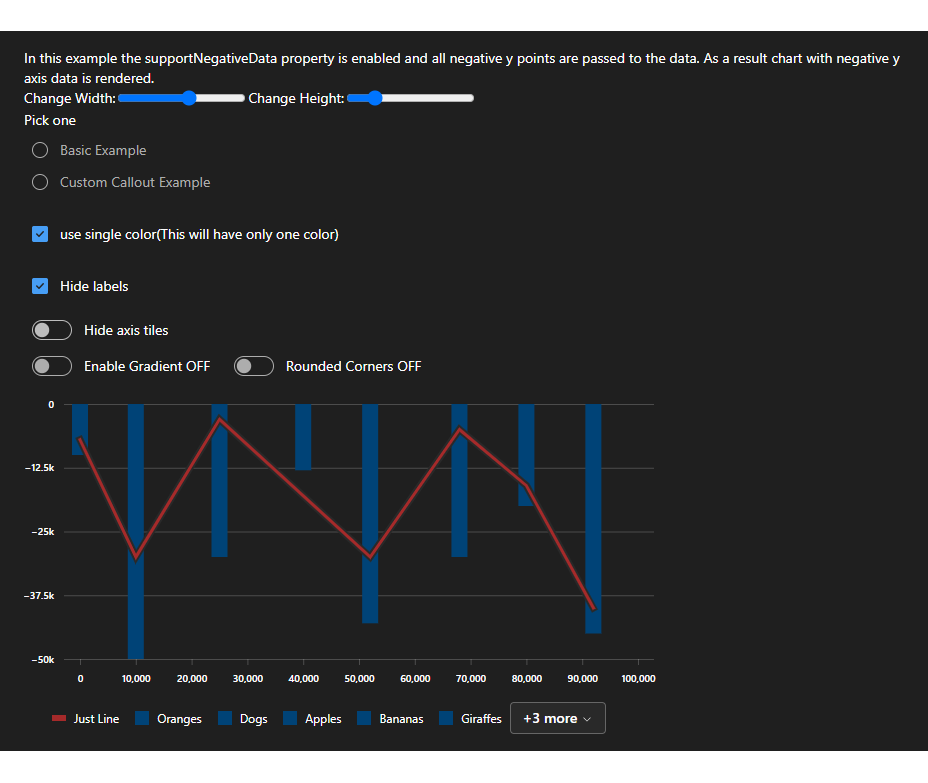 In this example the supportNegativeData property is enabled and all negative y points are passed to the data. As a result chart with negative y
axis data is rendered.
Change Width: Change Height:
Pick one
Basic Example
Custom Callout Example
use single color(This will have only one color)
Hide labels
Hide axis tiles
Enable Gradient OFF Rounded Corners OFF
0
−12.5k
−25k
−37.5k
−50k
0 10,000 20,000 30,000 40,000 50,000 60,000 70,000 80,000 90,000 100,000
Just Line Oranges Dogs Apples Bananas Giraffes +3 more